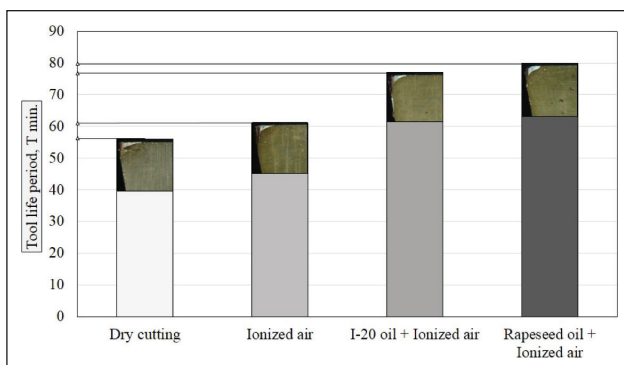 90
80
70
60
50
40
30
20
10
0
Tool life period, T min.
Dry cutting
Ionized air
I-20 oil + Ionized air
Rapeseed oil +
Ionized air